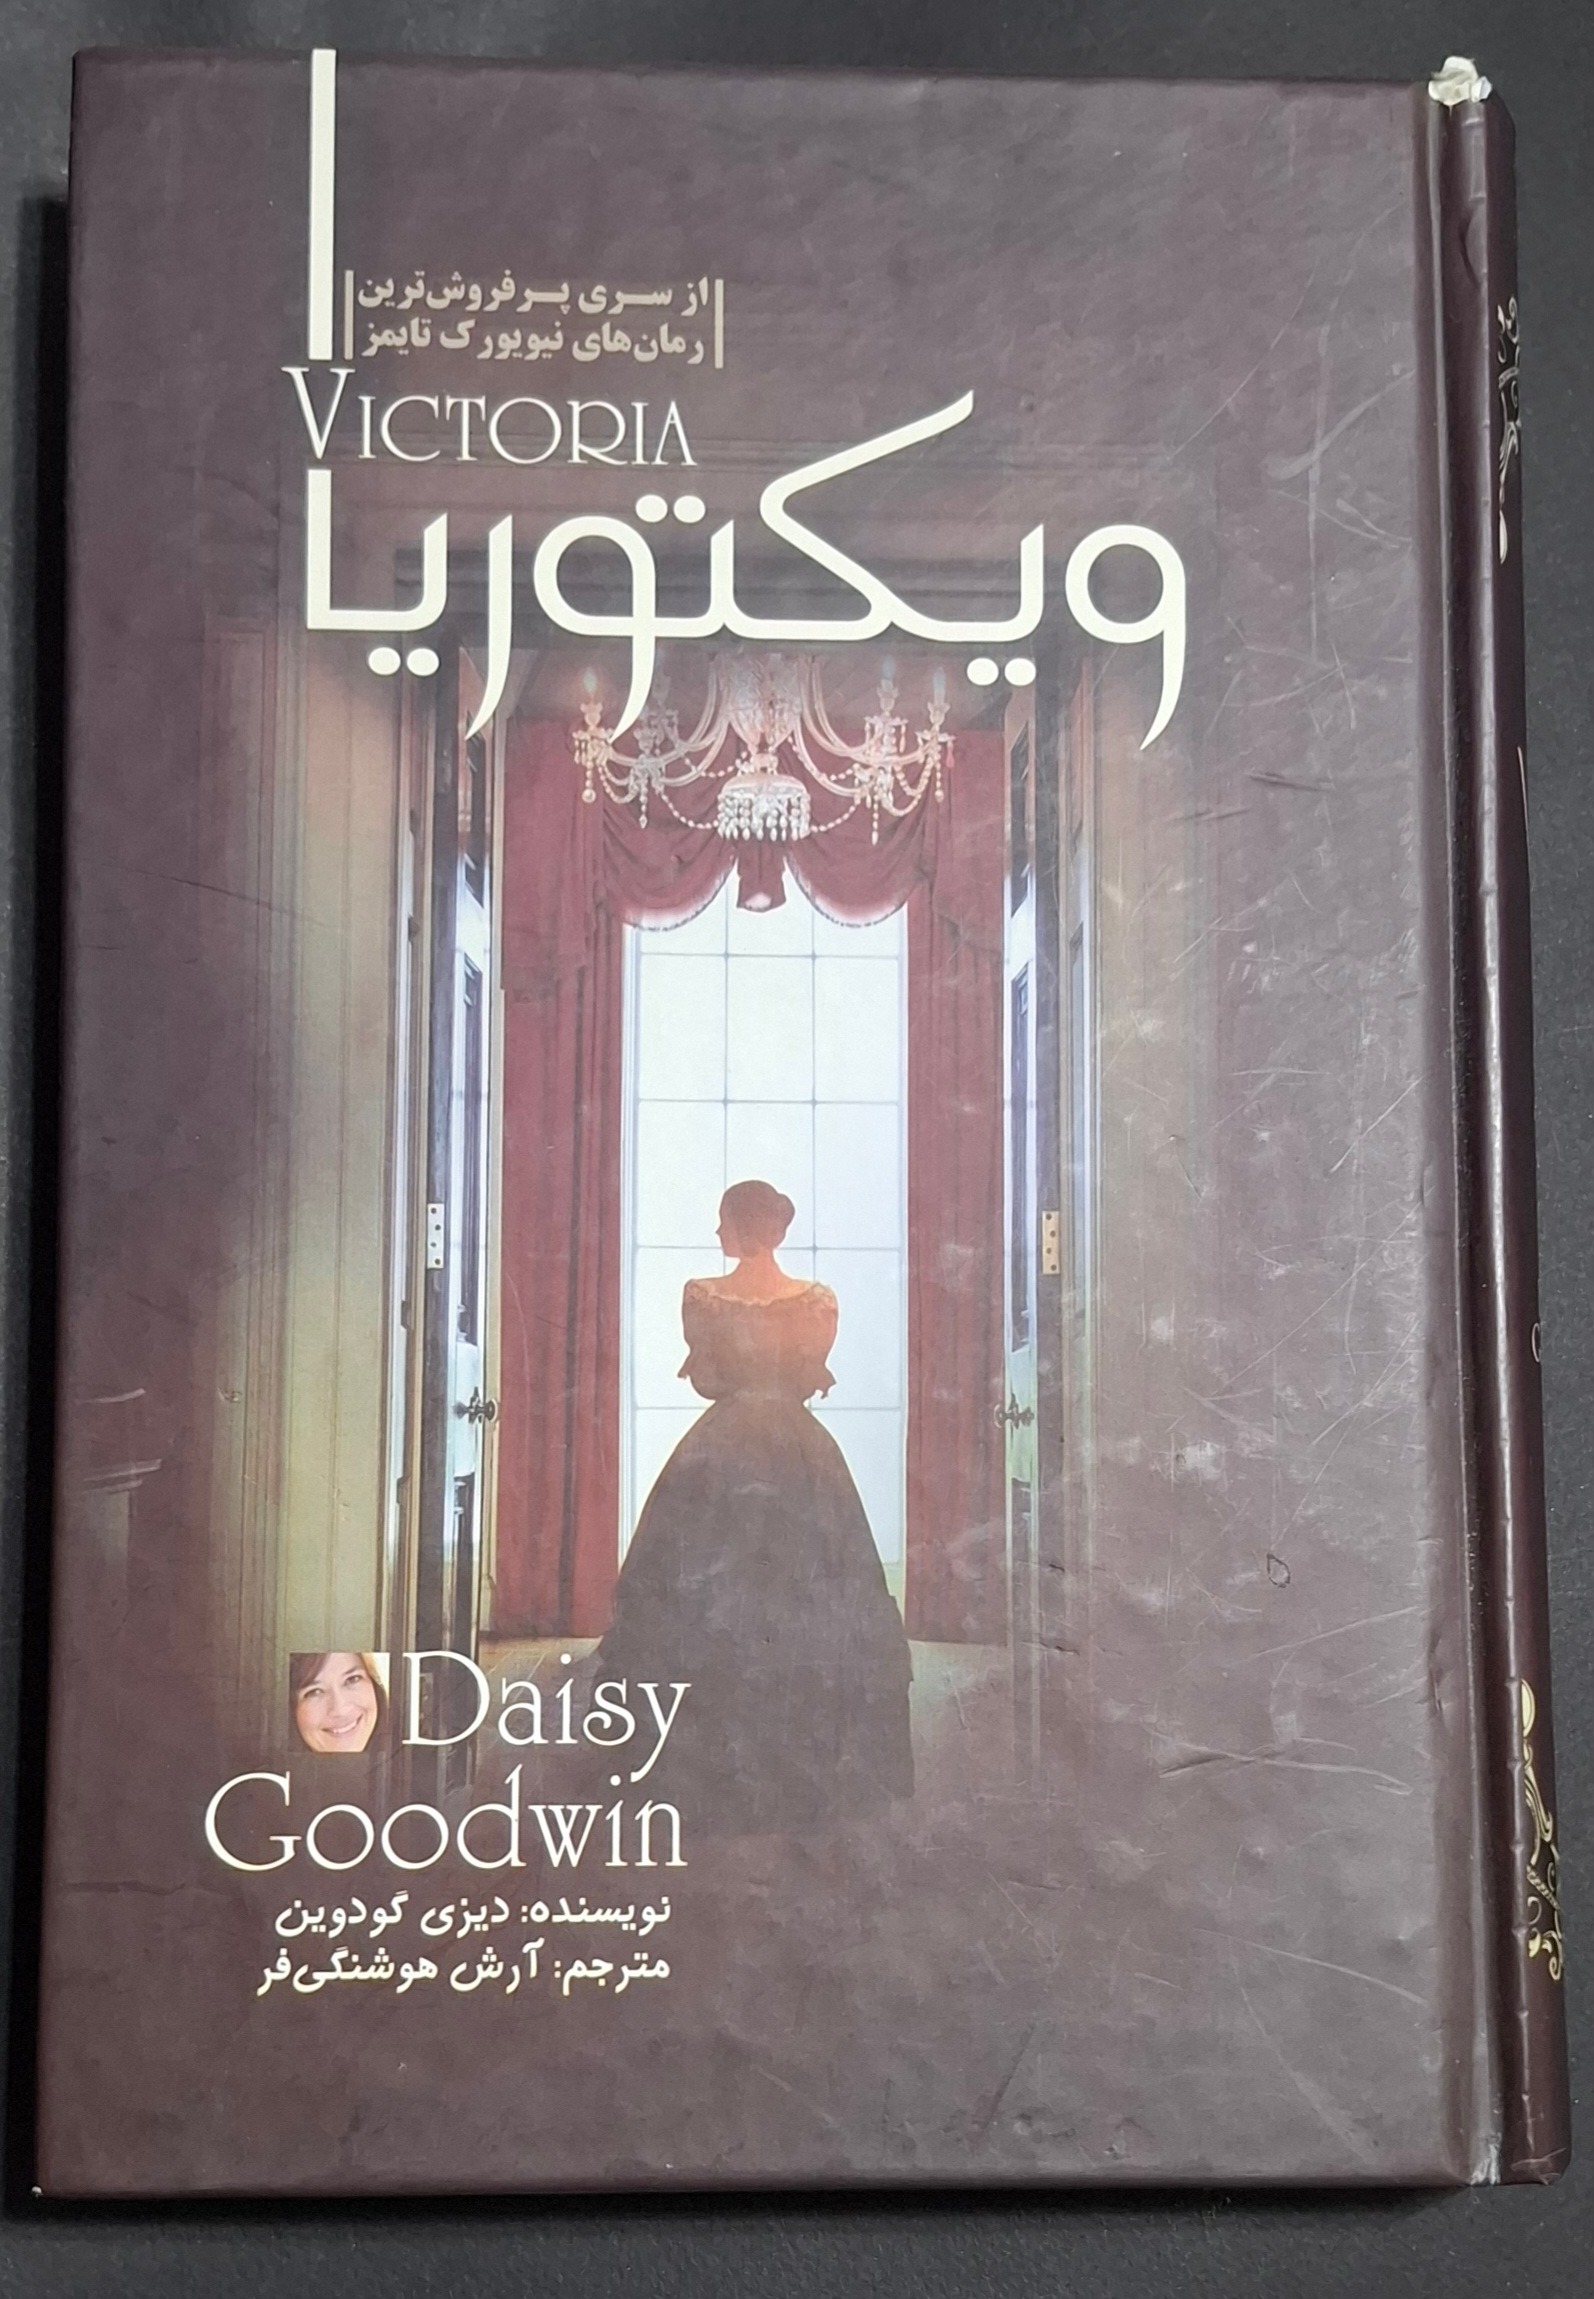 از سری پرفروش‌ترین
رمان‌های نیویورک تایمز
VICTORIA
ویکتوریا
Daisy
Goodwin
نویسنده: دیزی گودوین
مترجم: آرش هوشنگی‌فر